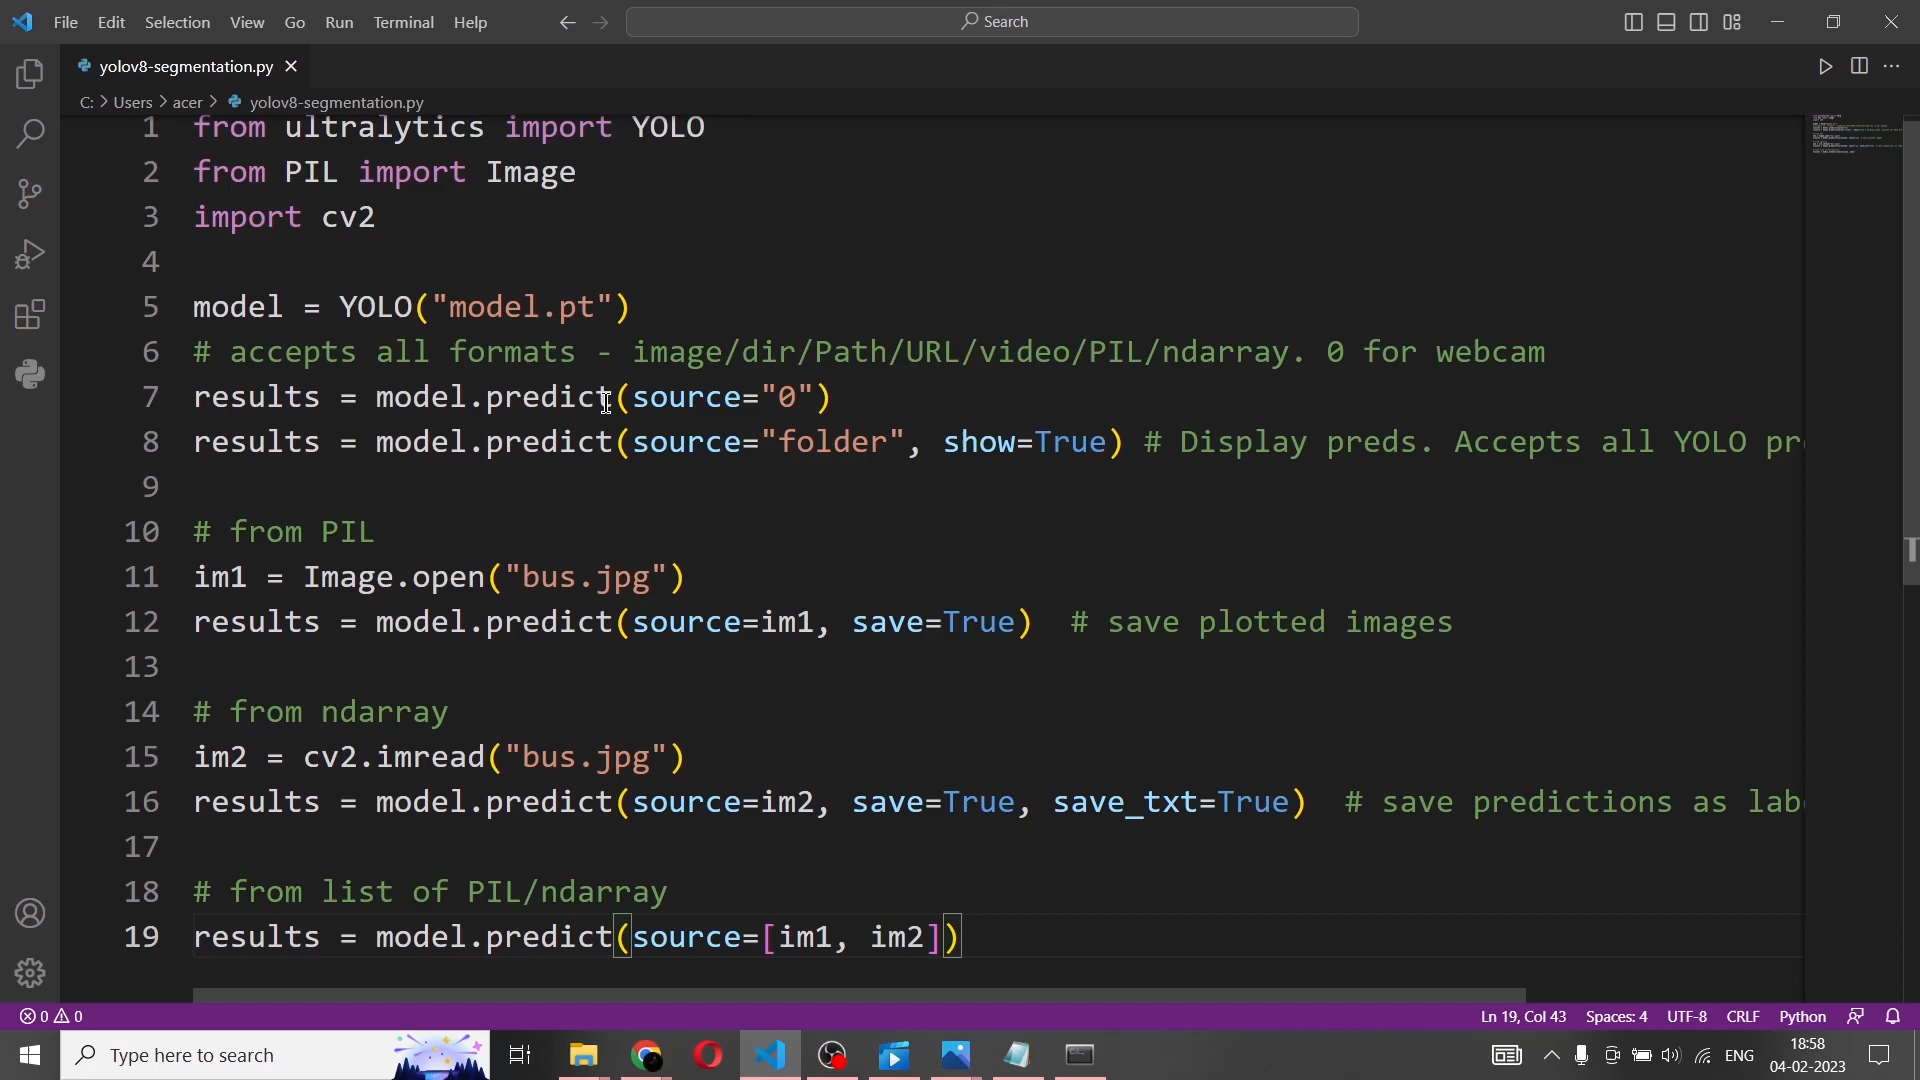 File Edit Selection View Go Run Terminal Help Search
yolov8-segmentation.py
C: > Users > acer > yolov8-segmentation.py
1 from ultralytics import YOLO
2 from PIL import Image
3 import cv2
4
5 model = YOLO("model.pt")
6 # accepts all formats - image/dir/Path/URL/video/PIL/ndarray. 0 for webcam
7 results = model.predict(source="0")
8 results = model.predict(source="folder", show=True) # Display preds. Accepts all YOLO pr
9
10 # from PIL
11 im1 = Image.open("bus.jpg")
12 results = model.predict(source=im1, save=True)  # save plotted images
13
14 # from ndarray
15 im2 = cv2.imread("bus.jpg")
16 results = model.predict(source=im2, save=True, save_txt=True)  # save predictions as lab
17
18 # from list of PIL/ndarray
19 results = model.predict(source=[im1, im2])
0 0 Ln 19, Col 43 Spaces: 4 UTF-8 CRLF Python
Type here to search ENG 18:58
04-02-2023